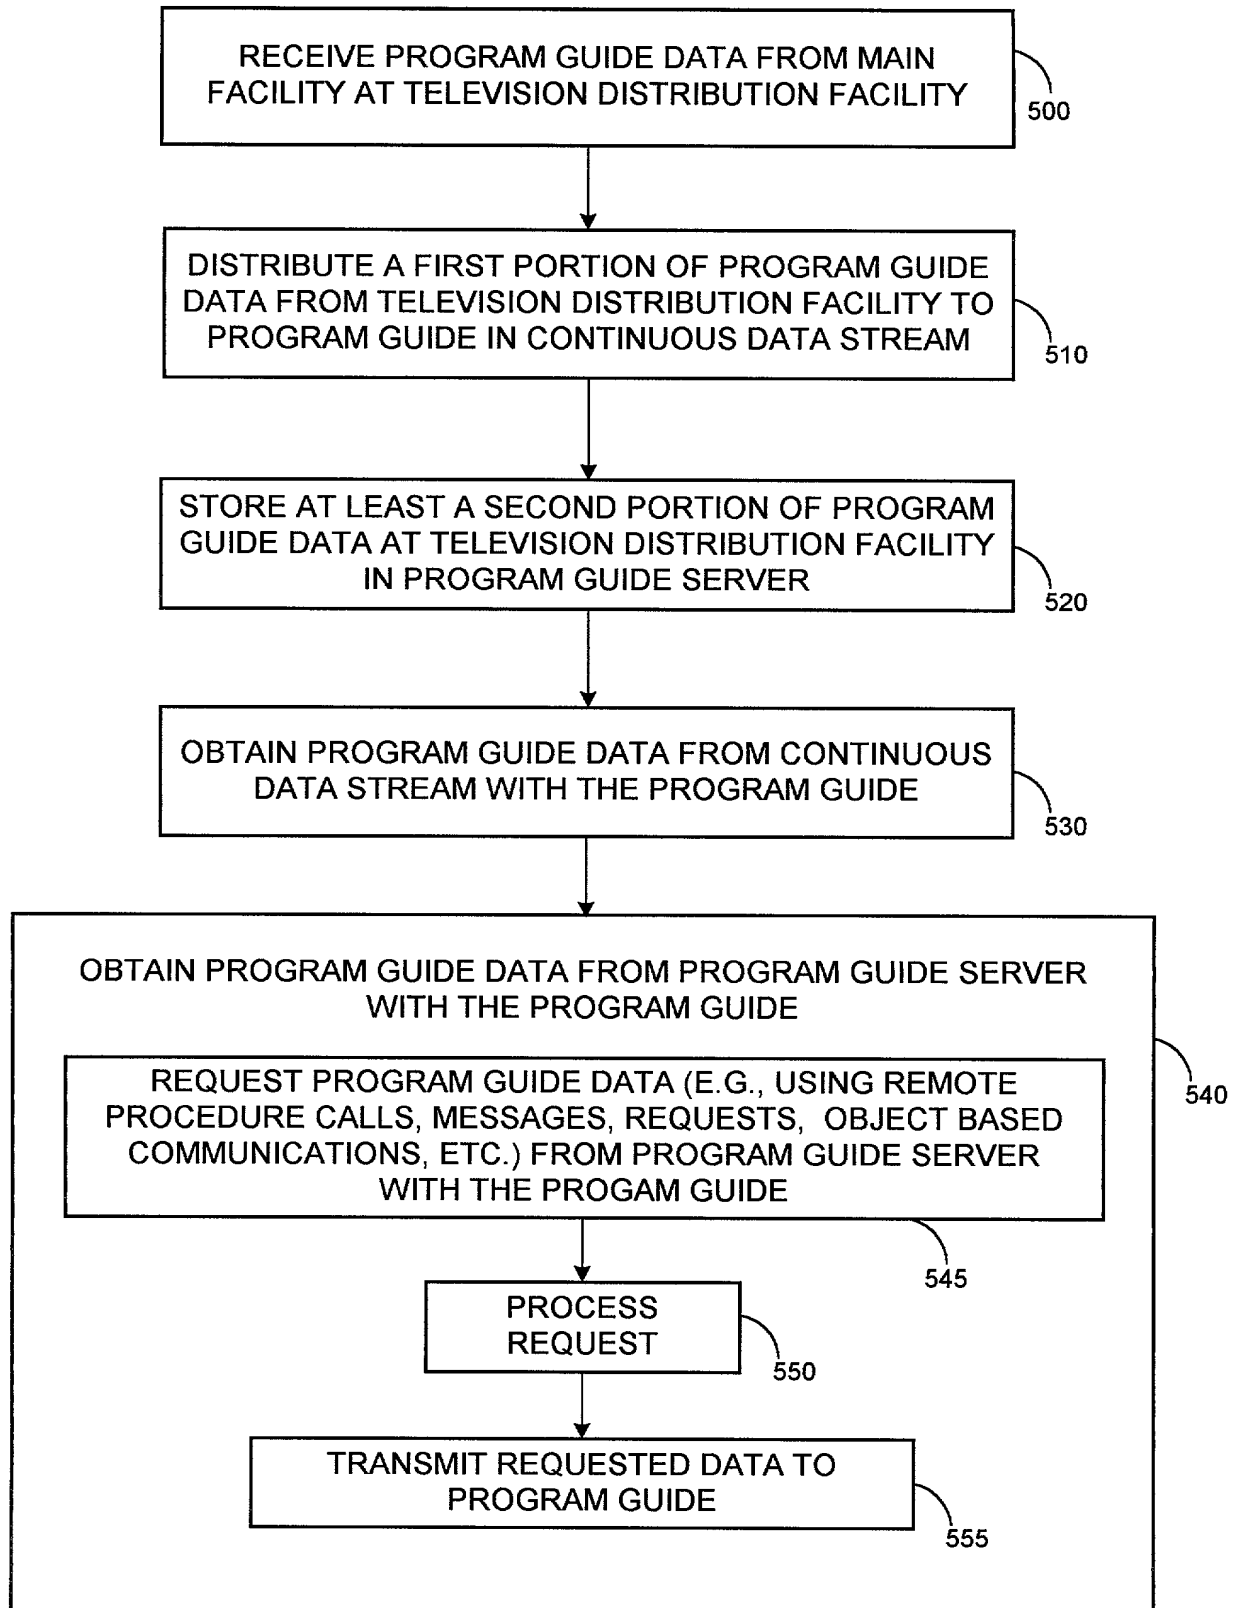 RECEIVE PROGRAM GUIDE DATA FROM MAIN
FACILITY AT TELEVISION DISTRIBUTION FACILITY
500
DISTRIBUTE A FIRST PORTION OF PROGRAM GUIDE
DATA FROM TELEVISION DISTRIBUTION FACILITY TO
PROGRAM GUIDE IN CONTINUOUS DATA STREAM
510
STORE AT LEAST A SECOND PORTION OF PROGRAM
GUIDE DATA AT TELEVISION DISTRIBUTION FACILITY
IN PROGRAM GUIDE SERVER
520
OBTAIN PROGRAM GUIDE DATA FROM CONTINUOUS
DATA STREAM WITH THE PROGRAM GUIDE
530
OBTAIN PROGRAM GUIDE DATA FROM PROGRAM GUIDE SERVER
WITH THE PROGRAM GUIDE
540
REQUEST PROGRAM GUIDE DATA (E.G., USING REMOTE
PROCEDURE CALLS, MESSAGES, REQUESTS, OBJECT BASED
COMMUNICATIONS, ETC.) FROM PROGRAM GUIDE SERVER
WITH THE PROGAM GUIDE
545
PROCESS
REQUEST
550
TRANSMIT REQUESTED DATA TO
PROGRAM GUIDE
555